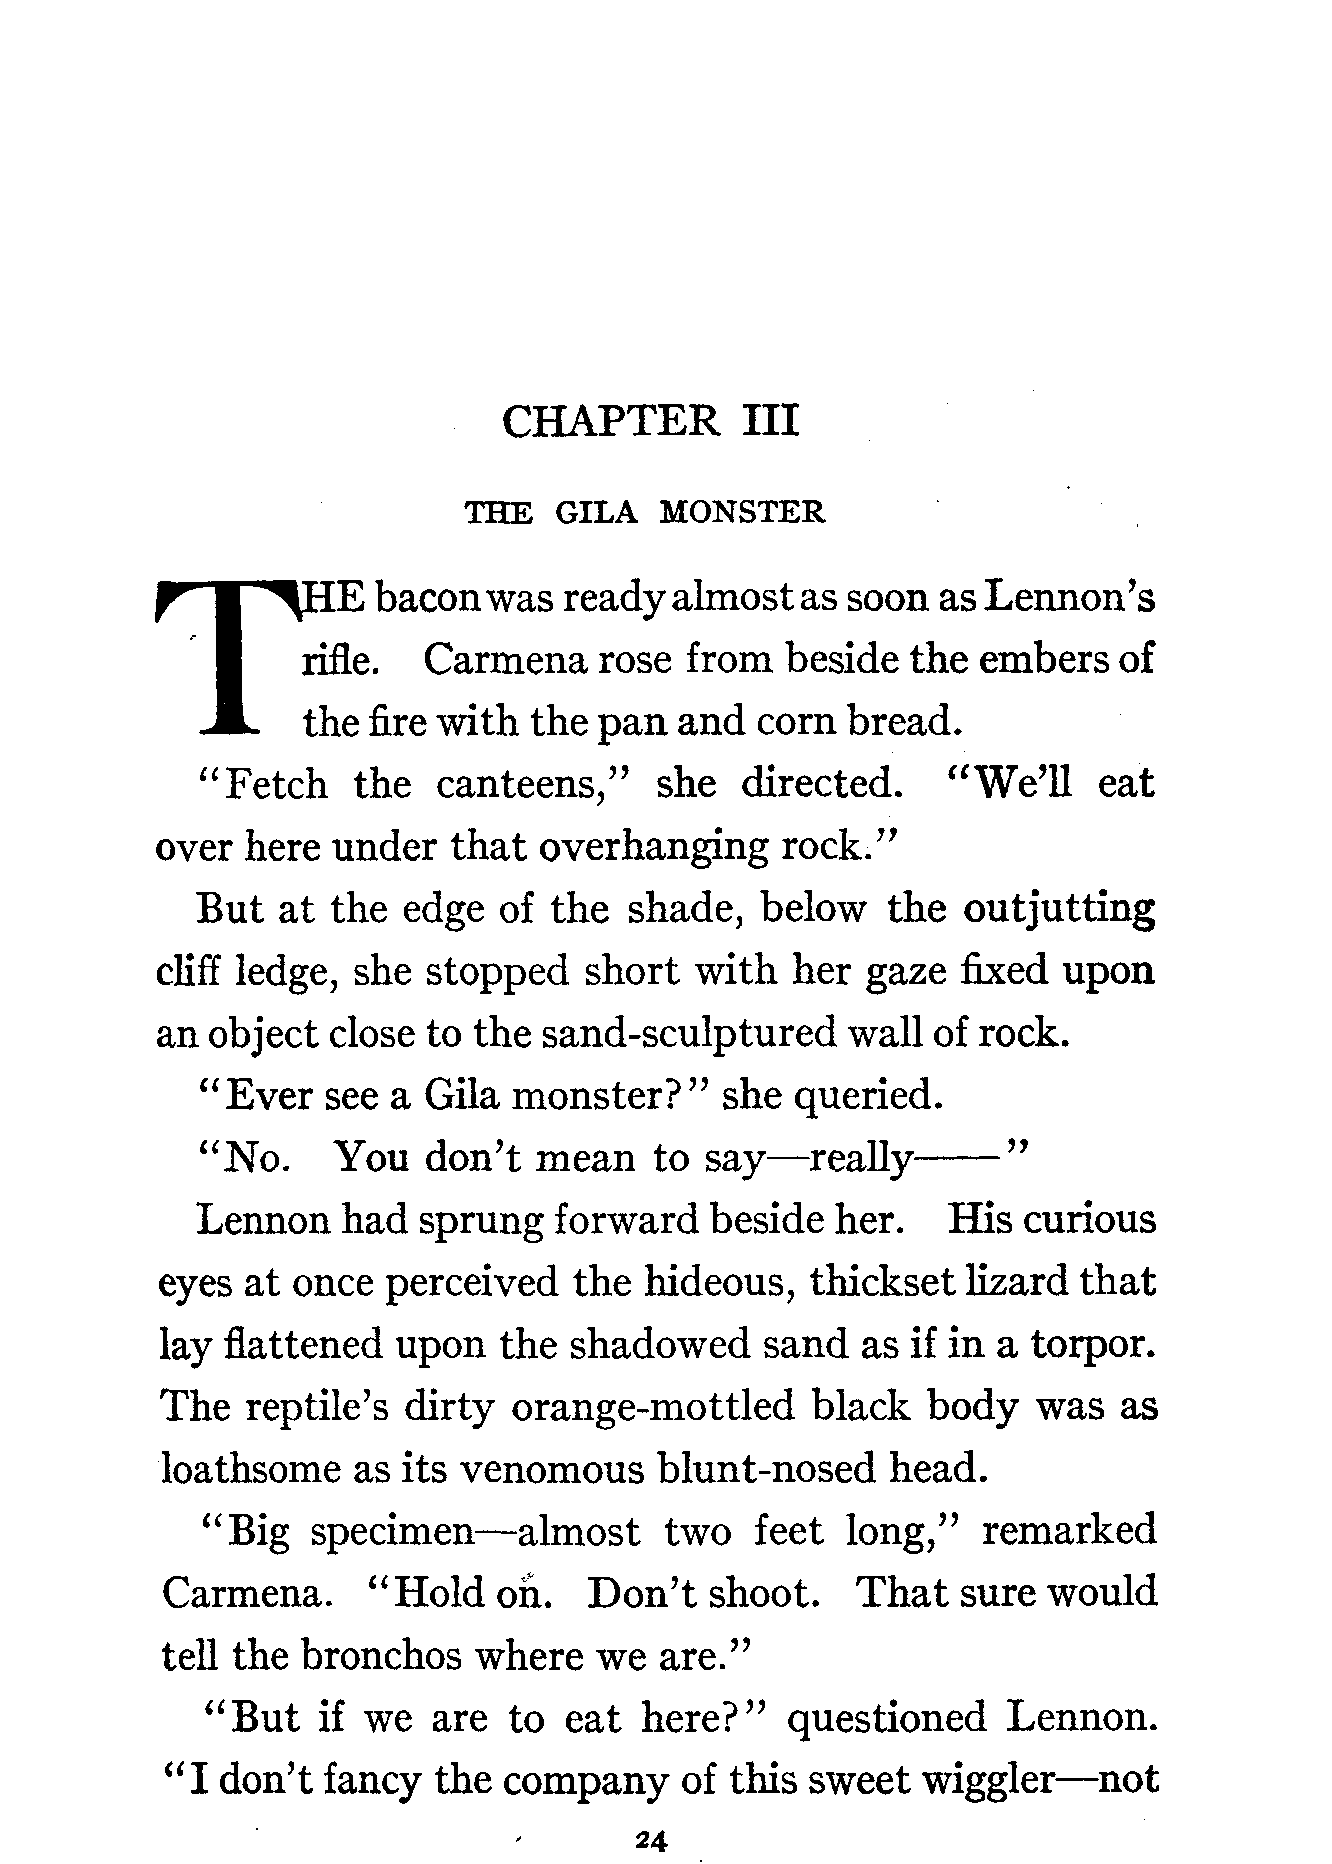 CHAPTER III
THE GILA MONSTER
THE bacon was ready almost as soon as Lennon's
rifle. Carmena rose from beside the embers of
the fire with the pan and corn bread.
"Fetch the canteens," she directed. "We'll eat
over here under that overhanging rock."
But at the edge of the shade, below the outjutting
cliff ledge, she stopped short with her gaze fixed upon
an object close to the sand-sculptured wall of rock.
"Ever see a Gila monster?" she queried.
"No. You don't mean to say—really——"
Lennon had sprung forward beside her. His curious
eyes at once perceived the hideous, thickset lizard that
lay flattened upon the shadowed sand as if in a torpor.
The reptile's dirty orange-mottled black body was as
loathsome as its venomous blunt-nosed head.
"Big specimen—almost two feet long," remarked
Carmena. "Hold on. Don't shoot. That sure would
tell the bronchos where we are."
"But if we are to eat here?" questioned Lennon.
"I don't fancy the company of this sweet wiggler—not
24